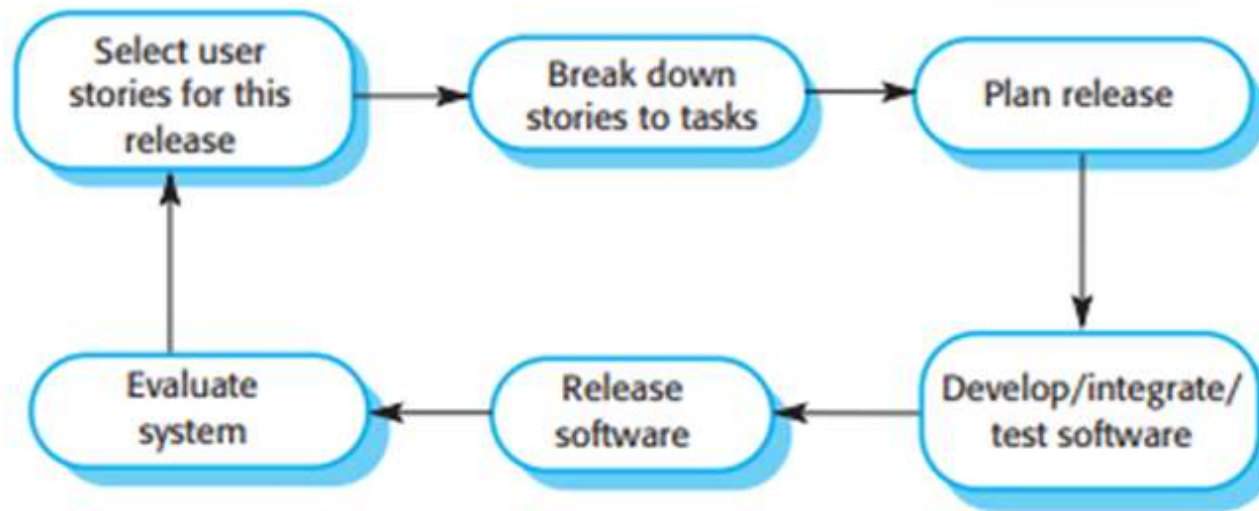 Select user
stories for this
release
Break down
stories to tasks
Plan release
Evaluate
system
Release
software
Develop/integrate/
test software